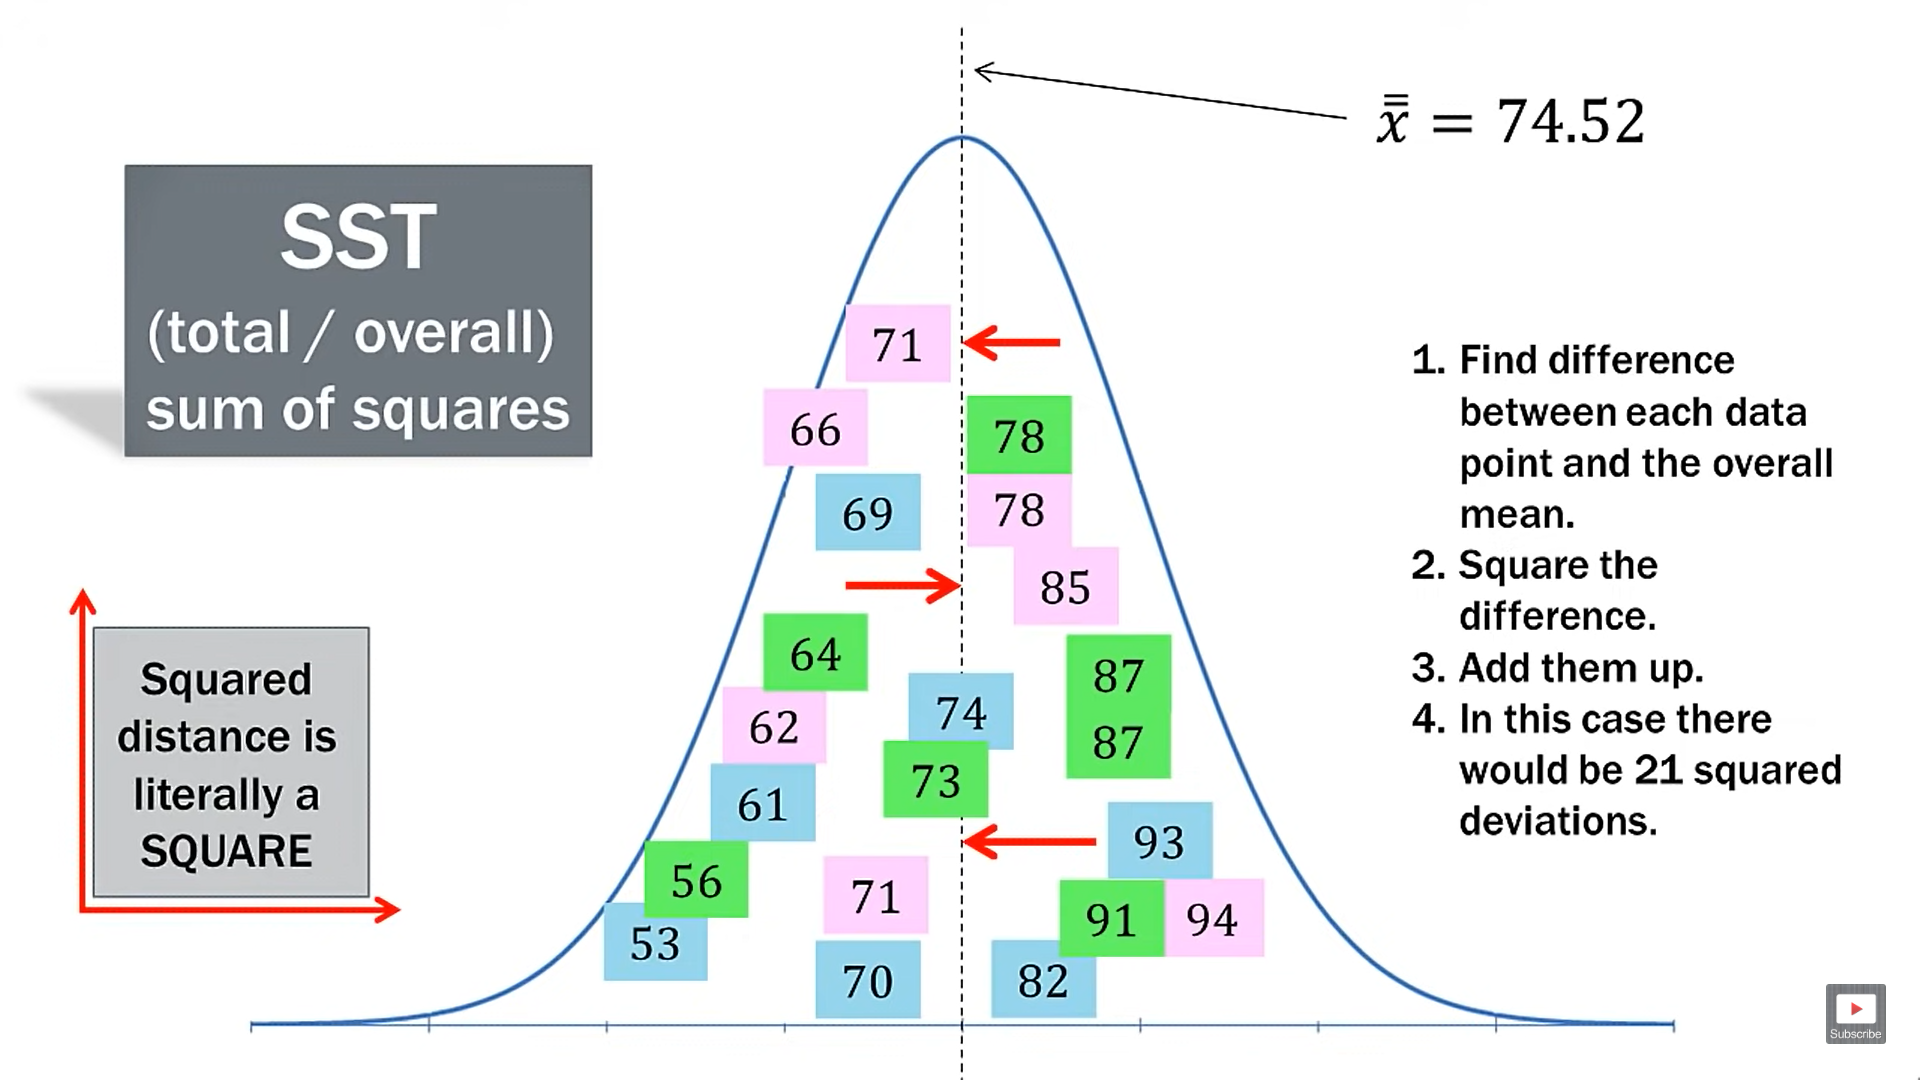 x̿ = 74.52
SST
(total / overall)
sum of squares
71
66
78
69
78
85
64
87
62
74
87
73
61
93
56
71
91
94
53
70
82
1. Find difference
between each data
point and the overall
mean.
2. Square the
difference.
3. Add them up.
4. In this case there
would be 21 squared
deviations.
Squared
distance is
literally a
SQUARE
Subscribe